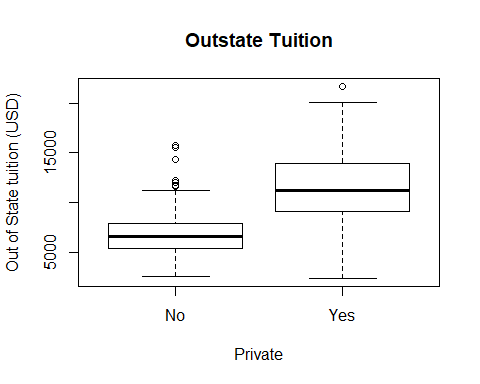 Outstate Tuition
Out of State tuition (USD)
15000
5000
No Yes
Private